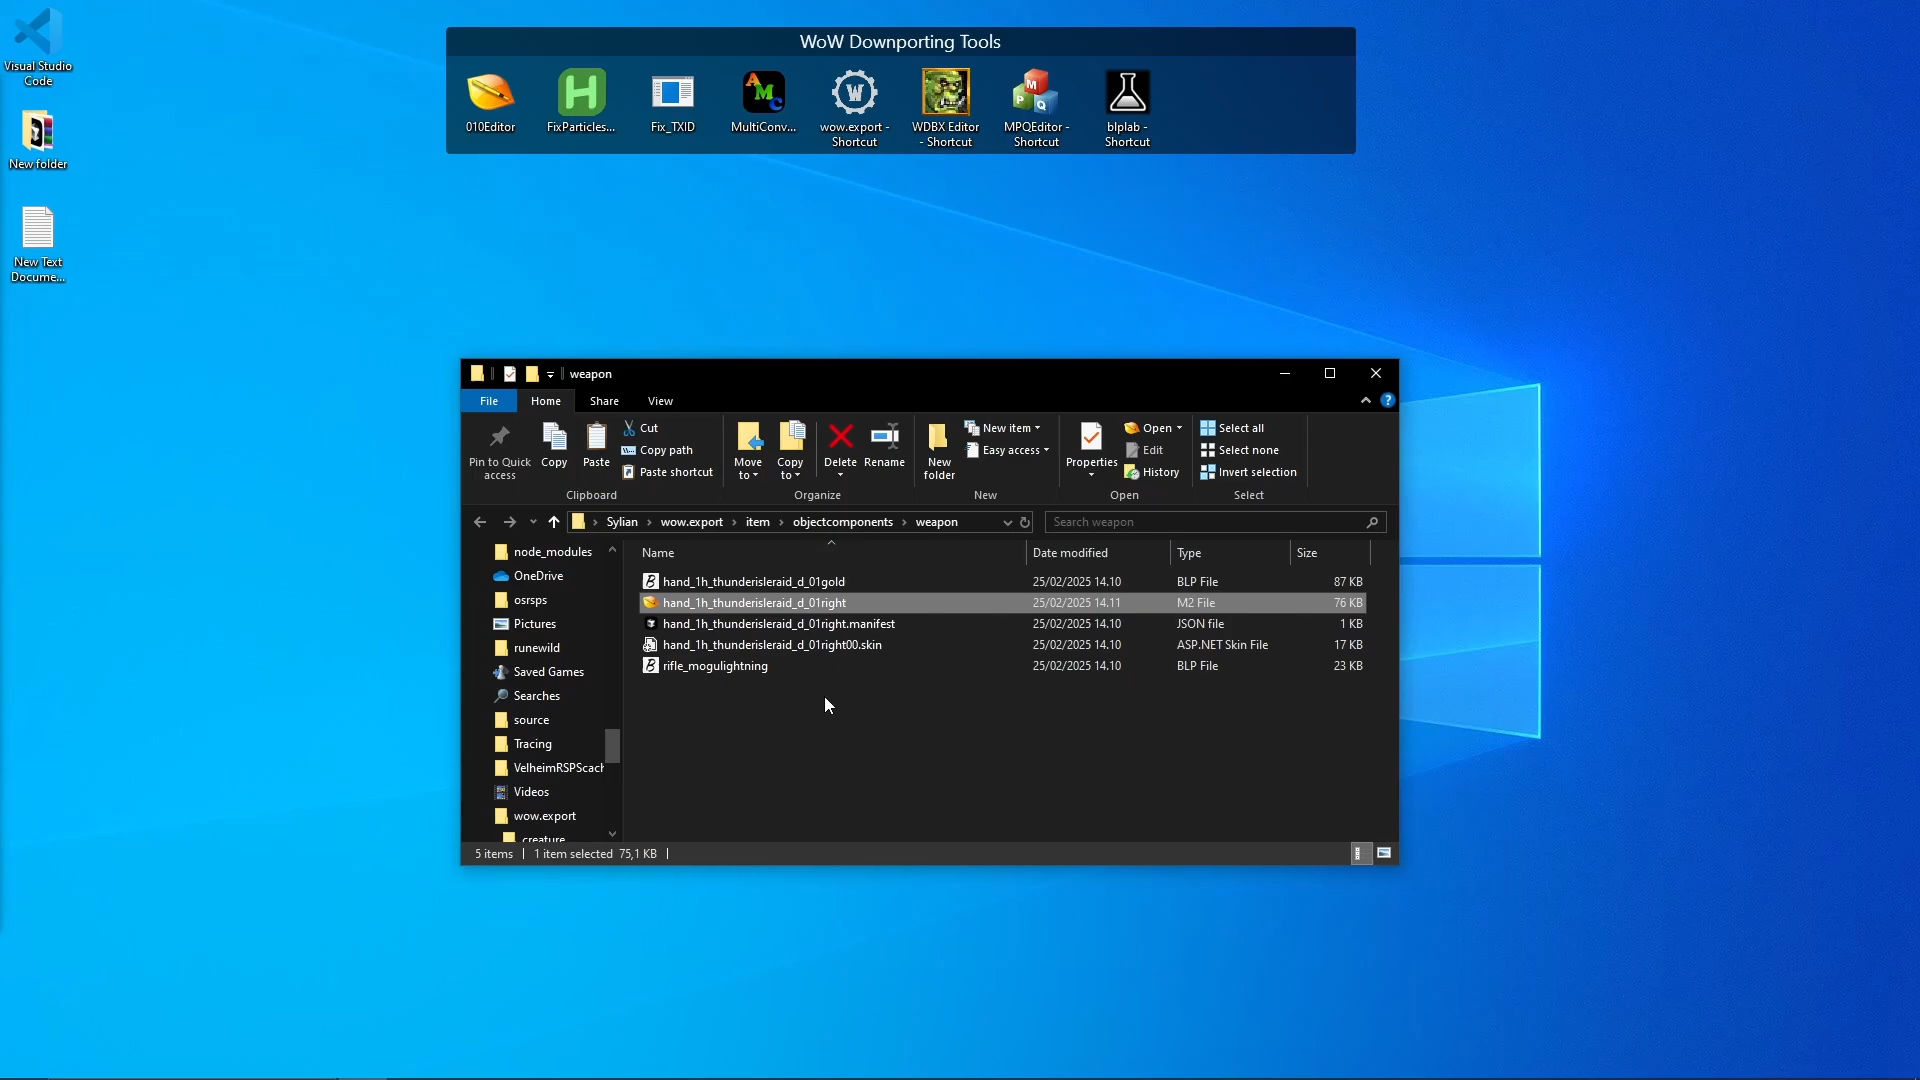 WoW Downporting Tools
Visual Studio
Code
New folder
New Text
Docume...
010Editor
FixParticles...
Fix_TXID
MultiConv...
wow.export -
Shortcut
WDBX Editor
- Shortcut
MPQEditor -
Shortcut
blplab -
Shortcut
weapon
File
Home
Share
View
Pin to Quick
access
Copy
Paste
Cut
Copy path
Paste shortcut
Clipboard
Move
to
Copy
to
Delete
Rename
Organize
New
folder
New item
Easy access
New
Properties
Open
Edit
History
Open
Select all
Select none
Invert selection
Select
Sylian
wow.export
item
objectcomponents
weapon
Search weapon
node_modules
OneDrive
osrsps
Pictures
runewild
Saved Games
Searches
source
Tracing
VelheimRSPScach
Videos
wow.export
creature
Name Date modified Type Size
hand_1h_thunderisleraid_d_01gold 25/02/2025 14.10 BLP File 87 KB
hand_1h_thunderisleraid_d_01right 25/02/2025 14.11 M2 File 76 KB
hand_1h_thunderisleraid_d_01right.manifest 25/02/2025 14.10 JSON file 1 KB
hand_1h_thunderisleraid_d_01right00.skin 25/02/2025 14.10 ASP.NET Skin File 17 KB
rifle_mogulightning 25/02/2025 14.10 BLP File 23 KB
5 items
1 item selected 75,1 KB